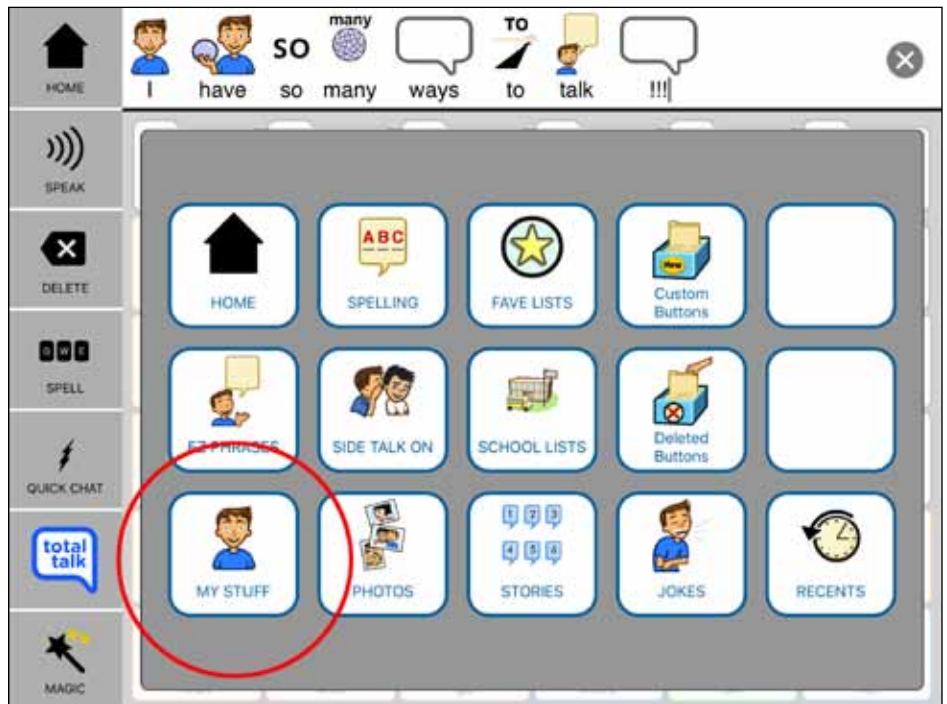 many
SO
TO
I have so many ways to talk !!!
HOME
SPEAK
DELETE
SPELL
QUICK CHAT
total
talk
MAGIC
HOME
ABC
SPELLING
FAVE LISTS
New
Custom
Buttons
EZ PHRASES
SIDE TALK ON
SCHOOL LISTS
Deleted
Buttons
MY STUFF
PHOTOS
1 2 3
4 5 6
STORIES
JOKES
RECENTS